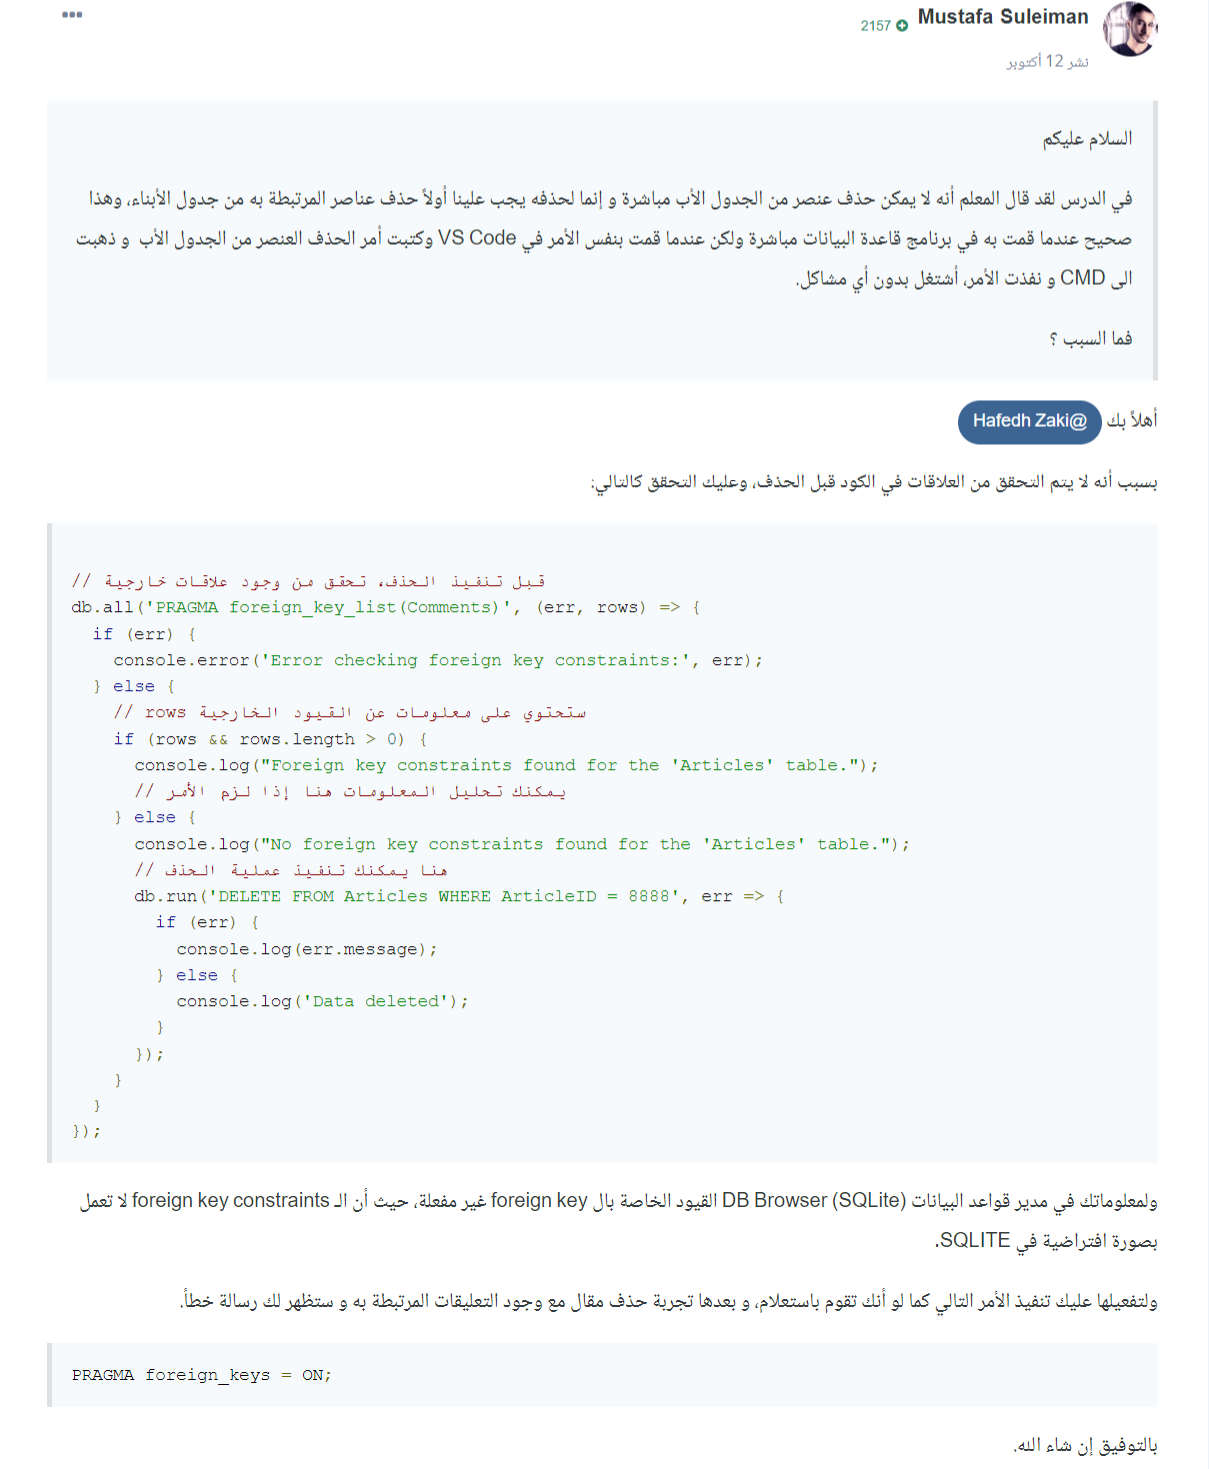 Mustafa Suleiman
2157
نشر 12 أكتوبر
السلام عليكم
في الدرس لقد قال المعلم أنه لا يمكن حذف عنصر من الجدول الأب مباشرة و إنما لحذفه يجب علينا أولاً حذف عناصر المرتبطة به من جدول الأبناء، وهذا
صحيح عندما قمت به في برنامج قاعدة البيانات مباشرة ولكن عندما قمت بنفس الأمر في VS Code وكتبت أمر الحذف العنصر من الجدول الأب  و ذهبت
الى CMD و نفذت الأمر، أشتغل بدون أي مشاكل.
فما السبب ؟
أهلاً بك @Hafedh Zaki
بسبب أنه لا يتم التحقق من العلاقات في الكود قبل الحذف، وعليك التحقق كالتالي:
// قبل تنفيذ الحذف، تحقق من وجود علاقات خارجية
db.all('PRAGMA foreign_key_list(Comments)', (err, rows) => {
  if (err) {
    console.error('Error checking foreign key constraints:', err);
  } else {
    // rows ستحتوي على معلومات عن القيود الخارجية
    if (rows && rows.length > 0) {
      console.log("Foreign key constraints found for the 'Articles' table.");
      // يمكنك تحليل المعلومات هنا إذا لزم الأمر
    } else {
      console.log("No foreign key constraints found for the 'Articles' table.");
      // هنا يمكنك تنفيذ عملية الحذف
      db.run('DELETE FROM Articles WHERE ArticleID = 8888', err => {
        if (err) {
          console.log(err.message);
        } else {
          console.log('Data deleted');
        }
      });
    }
  }
});
ولمعلوماتك في مدير قواعد البيانات DB Browser (SQLite) القيود الخاصة بال foreign key غير مفعلة، حيث أن الـ foreign key constraints لا تعمل
بصورة افتراضية في SQLITE.
ولتفعيلها عليك تنفيذ الأمر التالي كما لو أنك تقوم باستعلام، و بعدها تجربة حذف مقال مع وجود التعليقات المرتبطة به و ستظهر لك رسالة خطأ.
PRAGMA foreign_keys = ON;
بالتوفيق إن شاء الله.